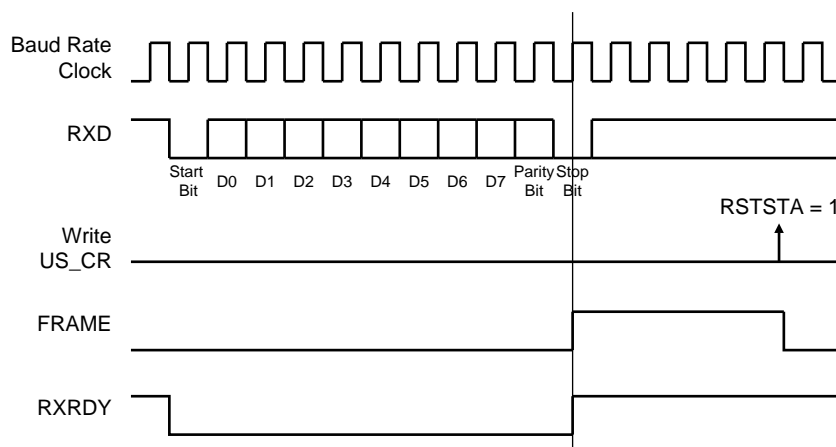 Baud Rate
Clock
RXD
Start
Bit
D0
D1
D2
D3
D4
D5
D6
D7
Parity
Bit
Stop
Bit
RSTSTA = 1
Write
US_CR
FRAME
RXRDY